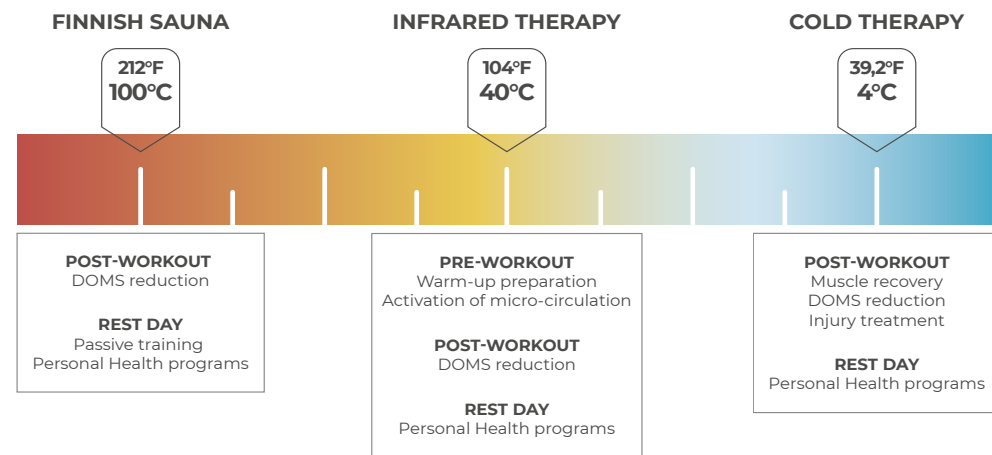 FINNISH SAUNA
212°F
100°C
POST-WORKOUT
DOMS reduction
REST DAY
Passive training
Personal Health programs
INFRARED THERAPY
104°F
40°C
PRE-WORKOUT
Warm-up preparation
Activation of micro-circulation
POST-WORKOUT
DOMS reduction
REST DAY
Personal Health programs
COLD THERAPY
39,2°F
4°C
POST-WORKOUT
Muscle recovery
DOMS reduction
Injury treatment
REST DAY
Personal Health programs